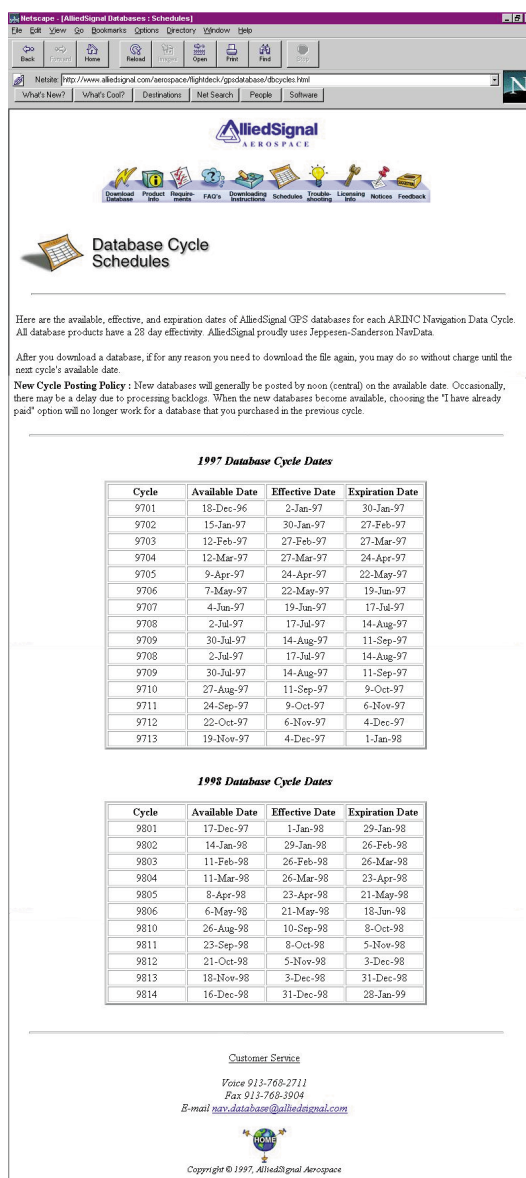 Netscape - [AlliedSignal Databases : Schedules]
File Edit View Go Bookmarks Options Directory Window Help
Back Forward Home Reload Images Open Print Find Stop
Netsite: http://www.alliedsignal.com/aerospace/flightdeck/gpsdatabase/dbcycles.html
What's New? What's Cool? Destinations Net Search People Software
N
AlliedSignal
AEROSPACE
Download Database Product Info Require-ments FAQ's Downloading Instructions Schedules Trouble-shooting Licensing Info Notices Feedback
Database Cycle
Schedules
Here are the available, effective, and expiration dates of AlliedSignal GPS databases for each ARINC Navigation Data Cycle.
All database products have a 28 day effectivity. AlliedSignal proudly uses Jeppesen-Sanderson NavData.
After you download a database, if for any reason you need to download the file again, you may do so without charge until the
next cycle's available date.
New Cycle Posting Policy : New databases will generally be posted by noon (central) on the available date. Occasionally,
there may be a delay due to processing backlogs. When the new databases become available, choosing the "I have already
paid" option will no longer work for a database that you purchased in the previous cycle.
1997 Database Cycle Dates
Cycle Available Date Effective Date Expiration Date
9701 18-Dec-96 2-Jan-97 30-Jan-97
9702 15-Jan-97 30-Jan-97 27-Feb-97
9703 12-Feb-97 27-Feb-97 27-Mar-97
9704 12-Mar-97 27-Mar-97 24-Apr-97
9705 9-Apr-97 24-Apr-97 22-May-97
9706 7-May-97 22-May-97 19-Jun-97
9707 4-Jun-97 19-Jun-97 17-Jul-97
9708 2-Jul-97 17-Jul-97 14-Aug-97
9709 30-Jul-97 14-Aug-97 11-Sep-97
9708 2-Jul-97 17-Jul-97 14-Aug-97
9709 30-Jul-97 14-Aug-97 11-Sep-97
9710 27-Aug-97 11-Sep-97 9-Oct-97
9711 24-Sep-97 9-Oct-97 6-Nov-97
9712 22-Oct-97 6-Nov-97 4-Dec-97
9713 19-Nov-97 4-Dec-97 1-Jan-98
1998 Database Cycle Dates
Cycle Available Date Effective Date Expiration Date
9801 17-Dec-97 1-Jan-98 29-Jan-98
9802 14-Jan-98 29-Jan-98 26-Feb-98
9803 11-Feb-98 26-Feb-98 26-Mar-98
9804 11-Mar-98 26-Mar-98 23-Apr-98
9805 8-Apr-98 23-Apr-98 21-May-98
9806 6-May-98 21-May-98 18-Jun-98
9810 26-Aug-98 10-Sep-98 8-Oct-98
9811 23-Sep-98 8-Oct-98 5-Nov-98
9812 21-Oct-98 5-Nov-98 3-Dec-98
9813 18-Nov-98 3-Dec-98 31-Dec-98
9814 16-Dec-98 31-Dec-98 28-Jan-99
Customer Service
Voice 913-768-2711
Fax 913-768-3904
E-mail nav.database@alliedsignal.com
HOME
Copyright © 1997, AlliedSignal Aerospace